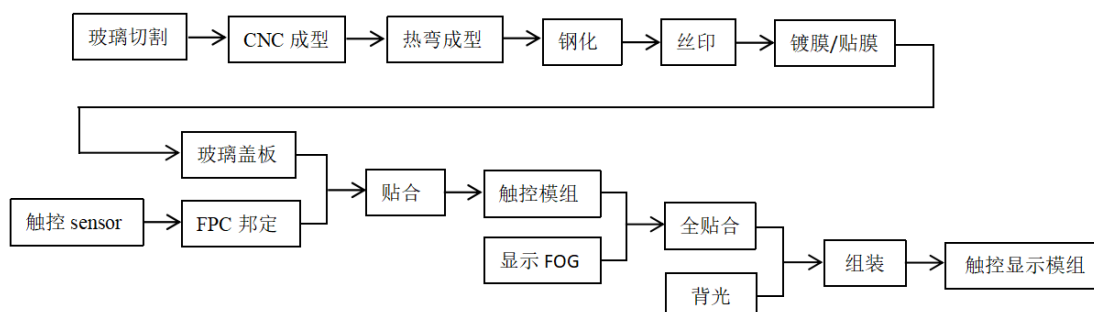 玻璃切割
CNC 成型
热弯成型
钢化
丝印
镀膜/贴膜
玻璃盖板
触控 sensor
FPC 邦定
贴合
触控模组
显示 FOG
全贴合
背光
组装
触控显示模组